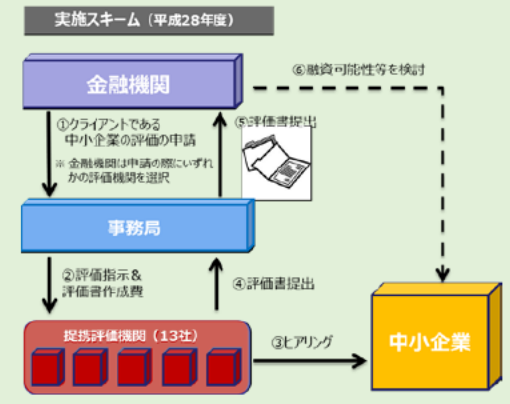 実施スキーム（平成28年度）
金融機関
⑥融資可能性等を検討
①クライアントである
中小企業の評価の申請
※ 金融機関は申請の際にいずれ
かの評価機関を選択
⑤評価書提出
事務局
②評価指示＆
評価書作成費
④評価書提出
提携評価機関（13社）
③ヒアリング
中小企業